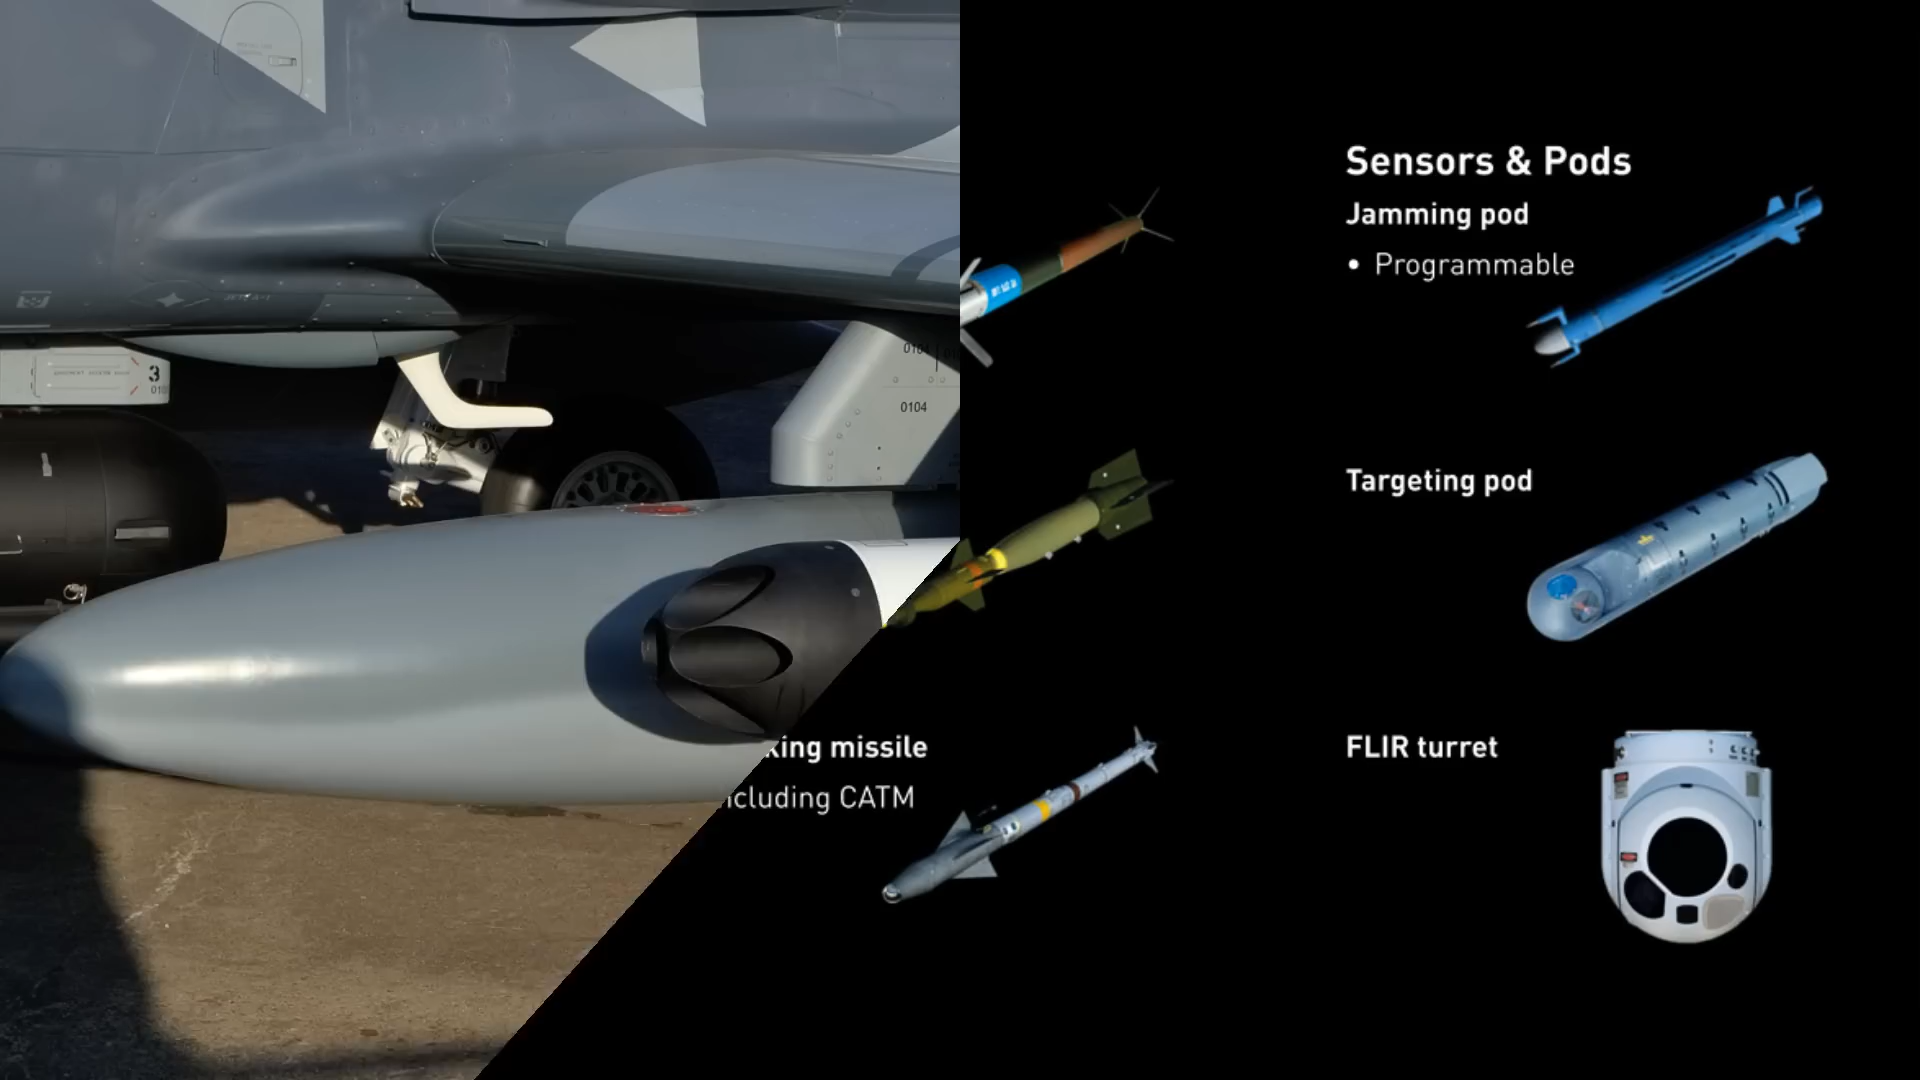 3
0104
Sensors & Pods
Jamming pod
• Programmable
Targeting pod
king missile
ncluding CATM
FLIR turret